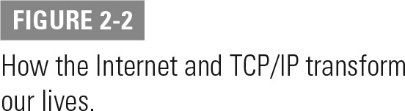 FIGURE 2-2
How the Internet and TCP/IP transform
our lives.